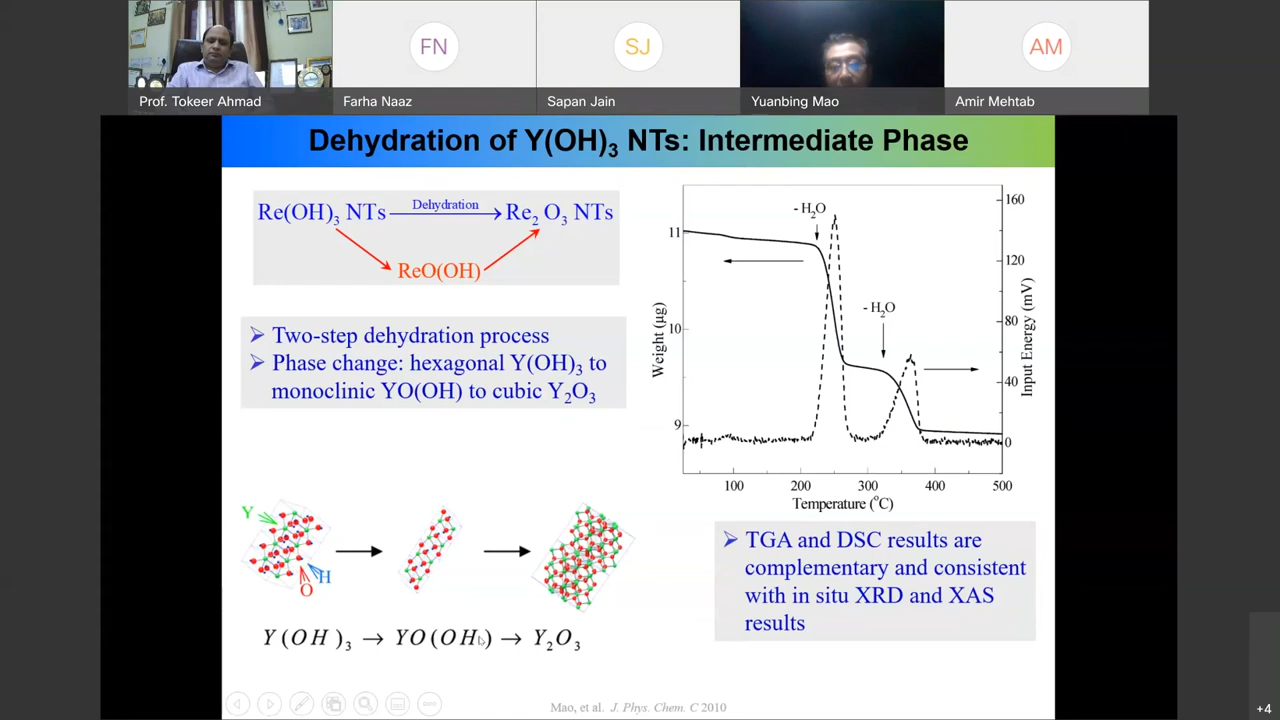 FN
SJ
AM
Prof. Tokeer Ahmad
Farha Naaz
Sapan Jain
Yuanbing Mao
Amir Mehtab
Dehydration of Y(OH)₃ NTs: Intermediate Phase
Re(OH)₃ NTs
Dehydration
Re₂ O₃ NTs
ReO(OH)
➢ Two-step dehydration process
➢ Phase change: hexagonal Y(OH)₃ to
monoclinic YO(OH) to cubic Y₂O₃
Y
O
H
Y(OH)₃ → YO(OH) → Y₂O₃
- H₂O
- H₂O
Weight (μg)
11
10
9
Input Energy (mV)
160
120
80
40
0
100 200 300 400 500
Temperature (°C)
➢ TGA and DSC results are
complementary and consistent
with in situ XRD and XAS
results
Mao, et al. J. Phys. Chem. C 2010
+4